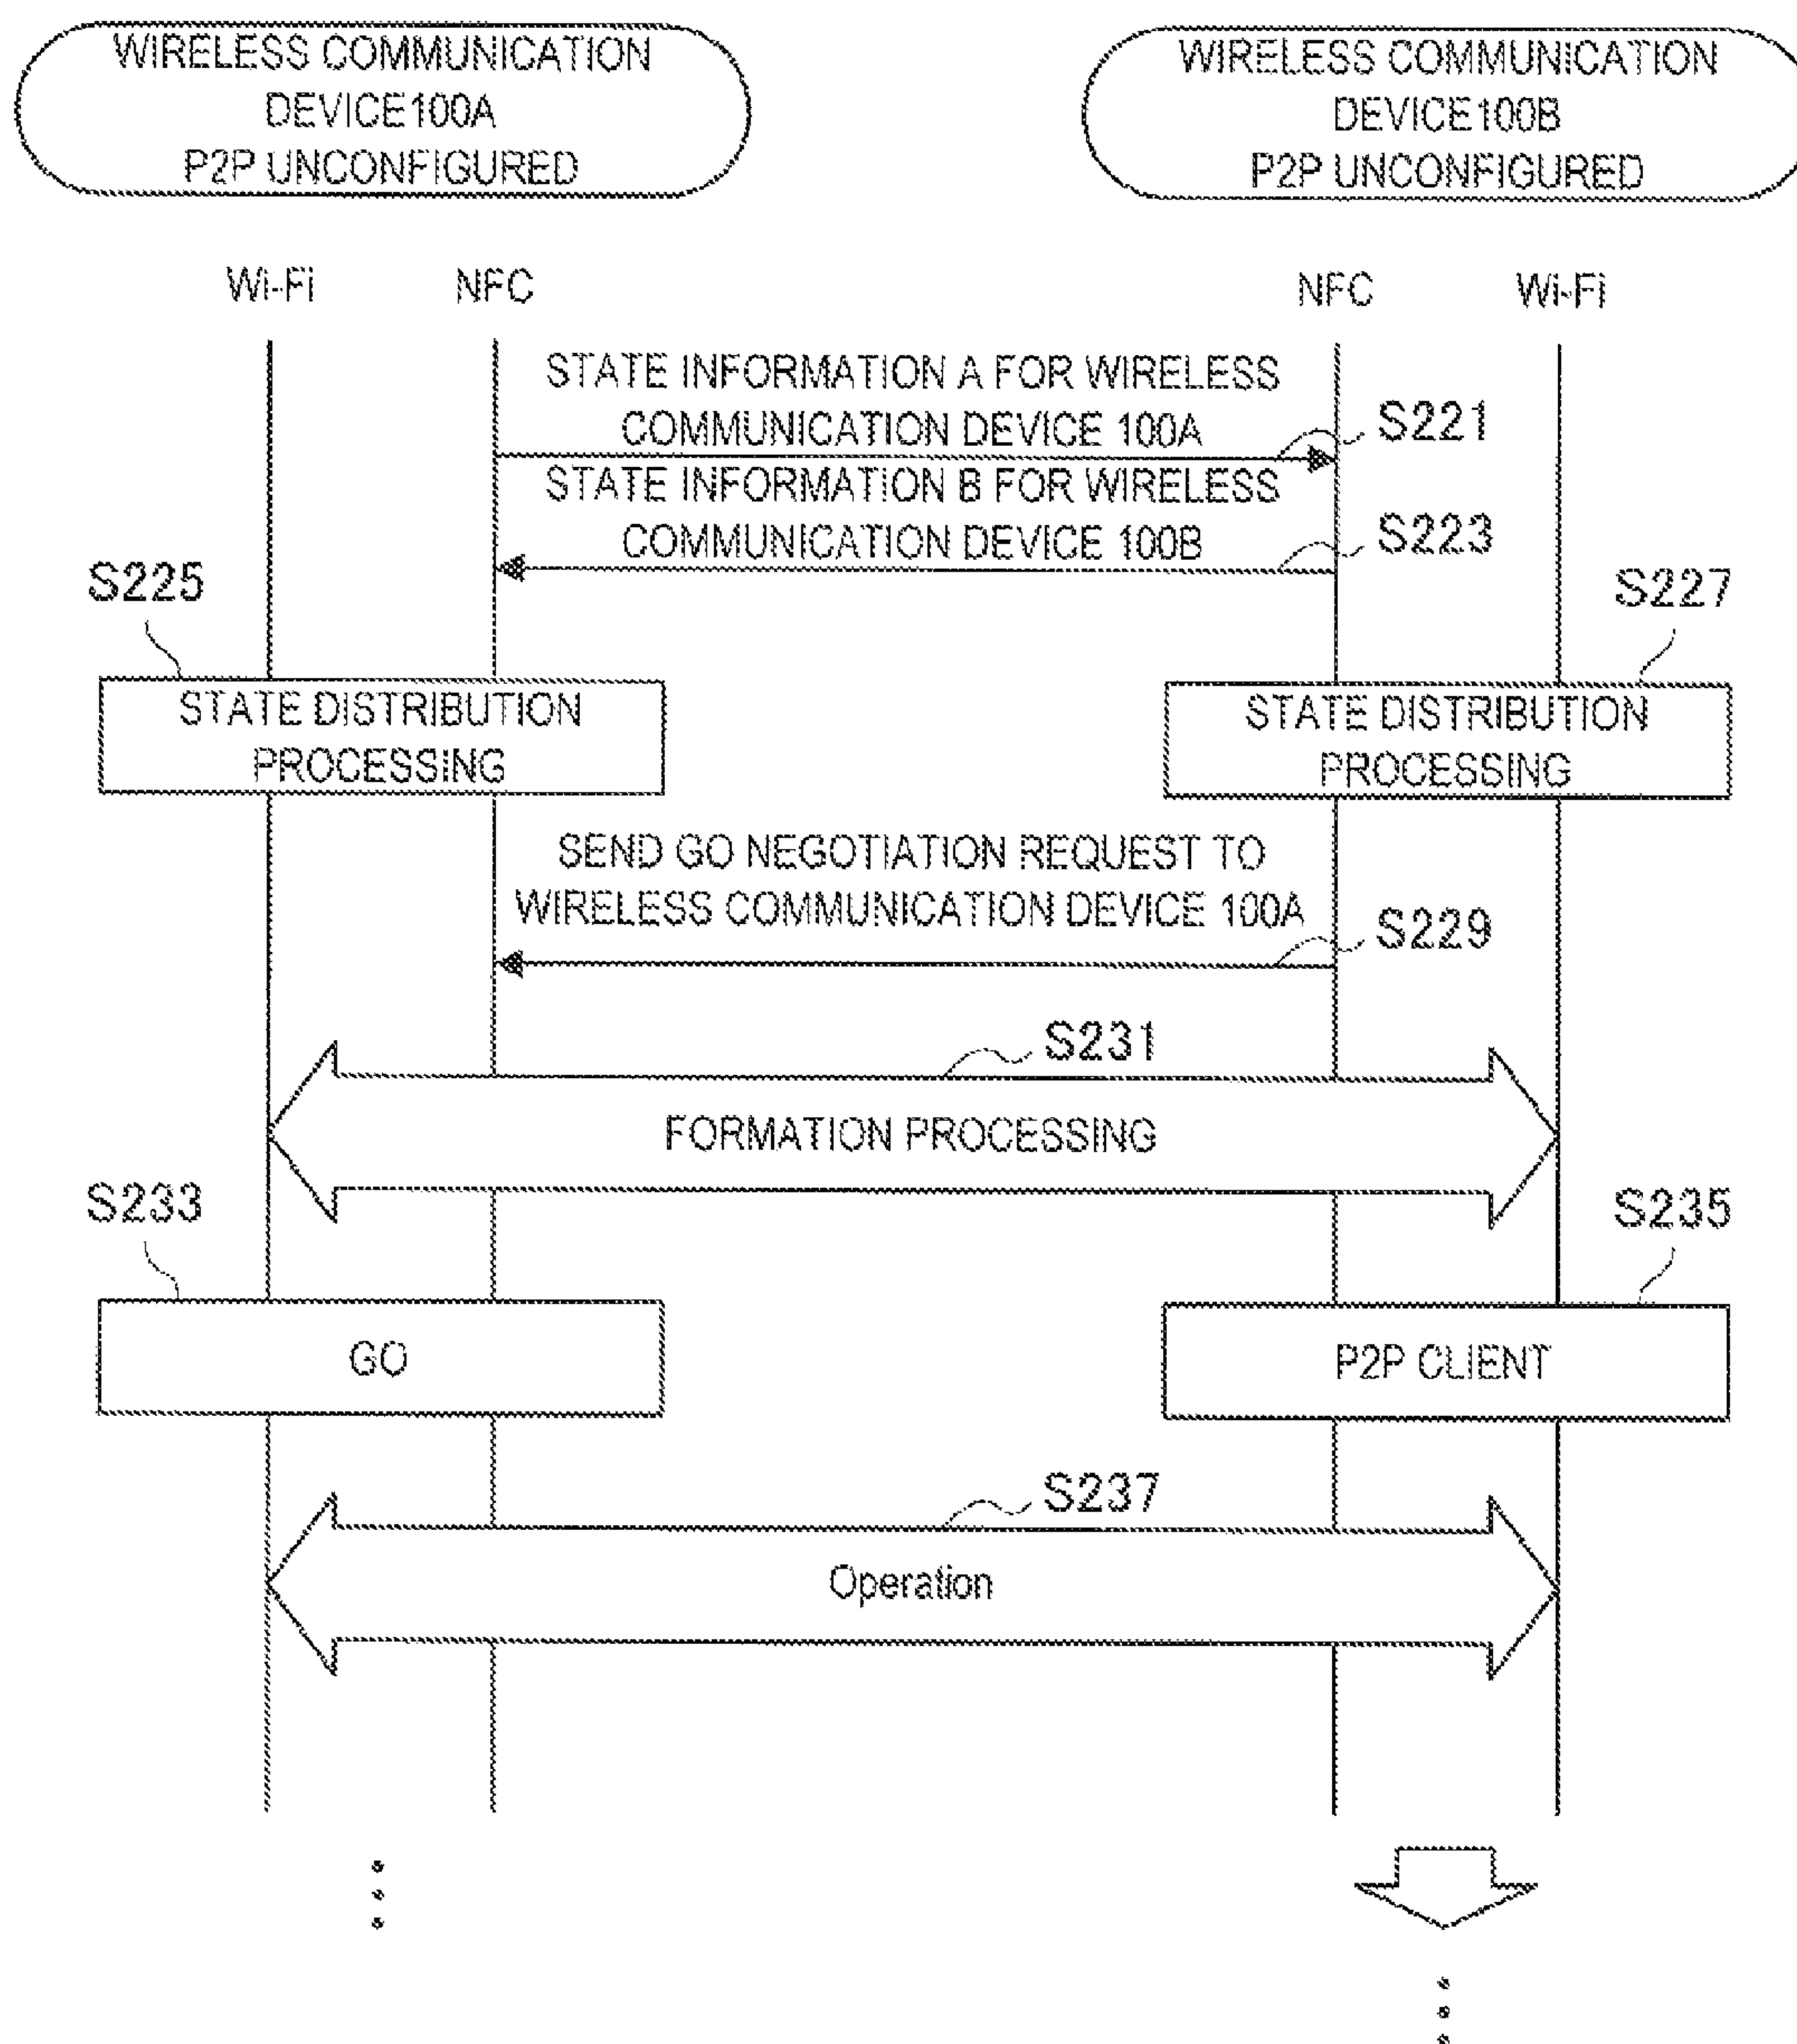 WIRELESS COMMUNICATION
DEVICE100A
P2P UNCONFIGURED
WIRELESS COMMUNICATION
DEVICE100B
P2P UNCONFIGURED
Wi-Fi
NFC
NFC
Wi-Fi
STATE INFORMATION A FOR WIRELESS
COMMUNICATION DEVICE 100A
S221
STATE INFORMATION B FOR WIRELESS
COMMUNICATION DEVICE 100B
S223
S225
S227
STATE DISTRIBUTION
PROCESSING
STATE DISTRIBUTION
PROCESSING
SEND GO NEGOTIATION REQUEST TO
WIRELESS COMMUNICATION DEVICE 100A
S229
S231
FORMATION PROCESSING
S233
S235
GO
P2P CLIENT
S237
Operation